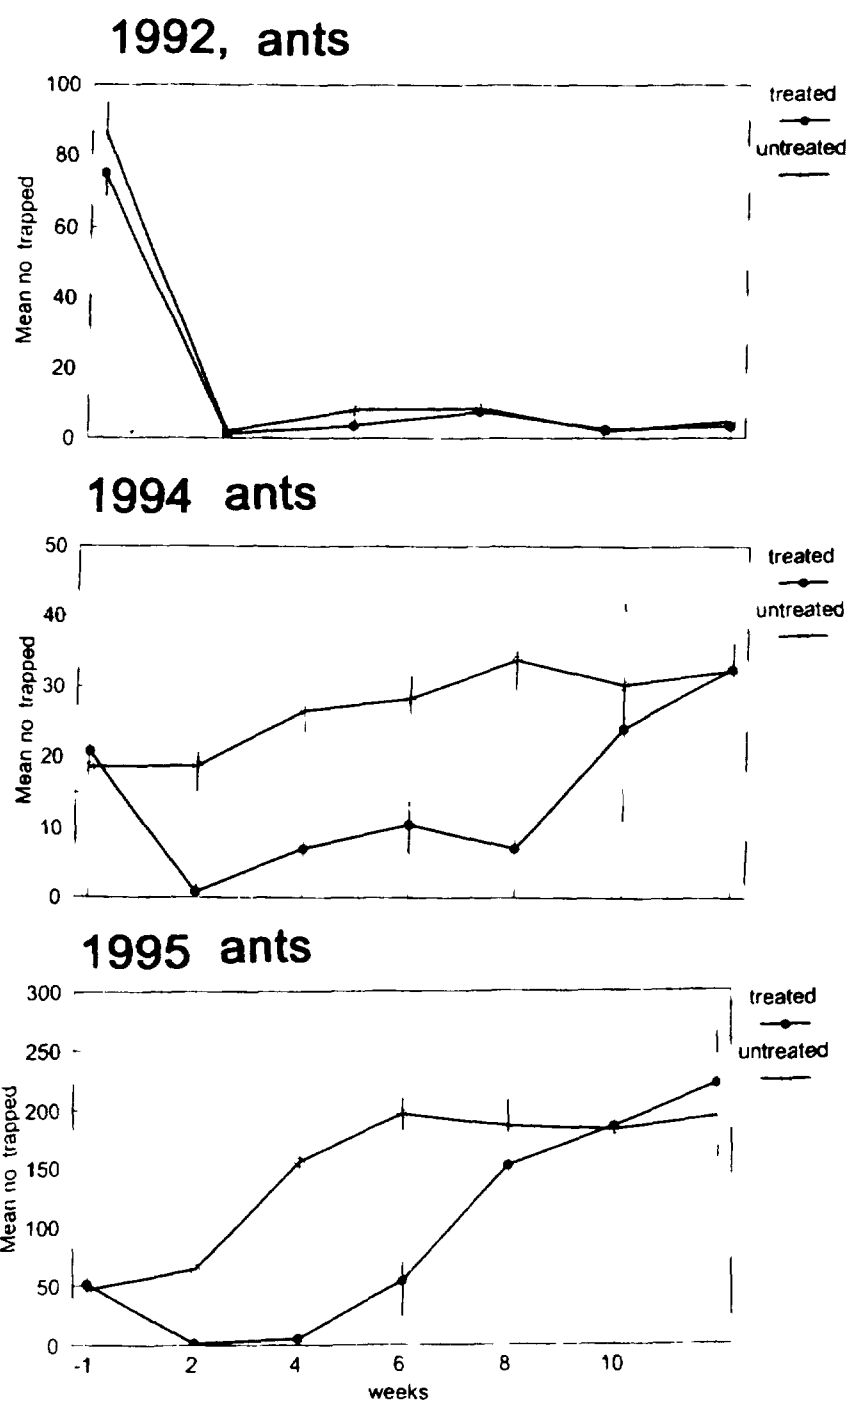 1992, ants
100
80
60
40
20
0
Mean no trapped
treated
untreated
1994 ants
50
40
30
20
10
0
Mean no trapped
treated
untreated
1995 ants
300
250
200
150
100
50
0
Mean no trapped
treated
untreated
-1 2 4 6 8 10
weeks